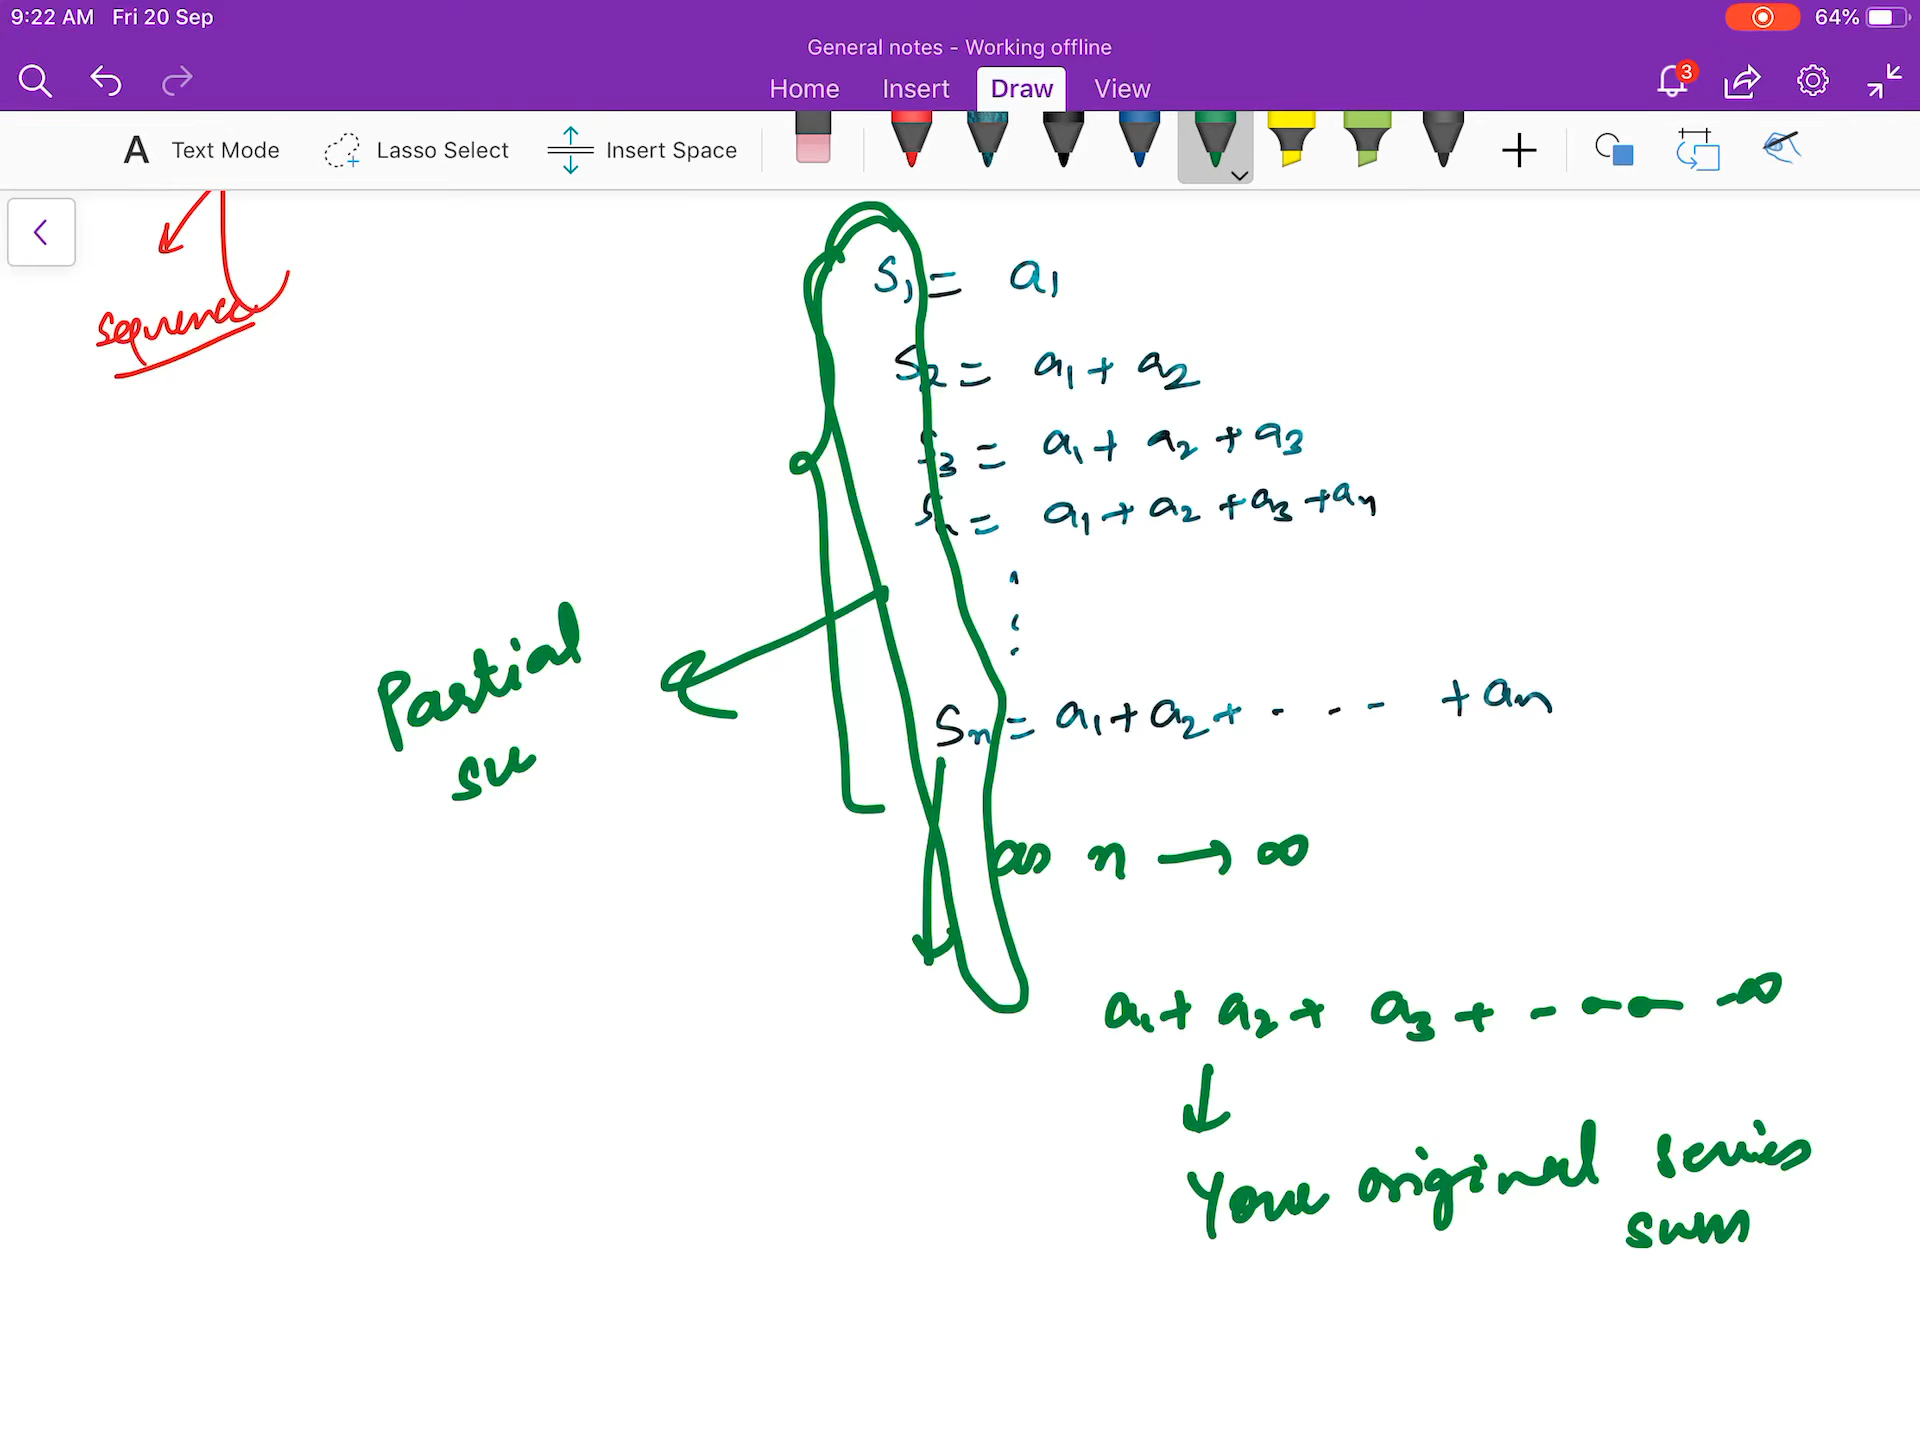 9:22 AM Fri 20 Sep
64%
General notes - Working offline
Home Insert Draw View
3
A Text Mode Lasso Select Insert Space
sequence
S₁ = a₁
S₂ = a₁ + a₂
S₃ = a₁ + a₂ + a₃
S₄ = a₁ + a₂ + a₃ + a₄
⋮
Sₙ = a₁ + a₂ + - - - + aₙ
Partial
su
as n → ∞
a₁ + a₂ + a₃ + - - - - ∞
↓
Your original series
sum